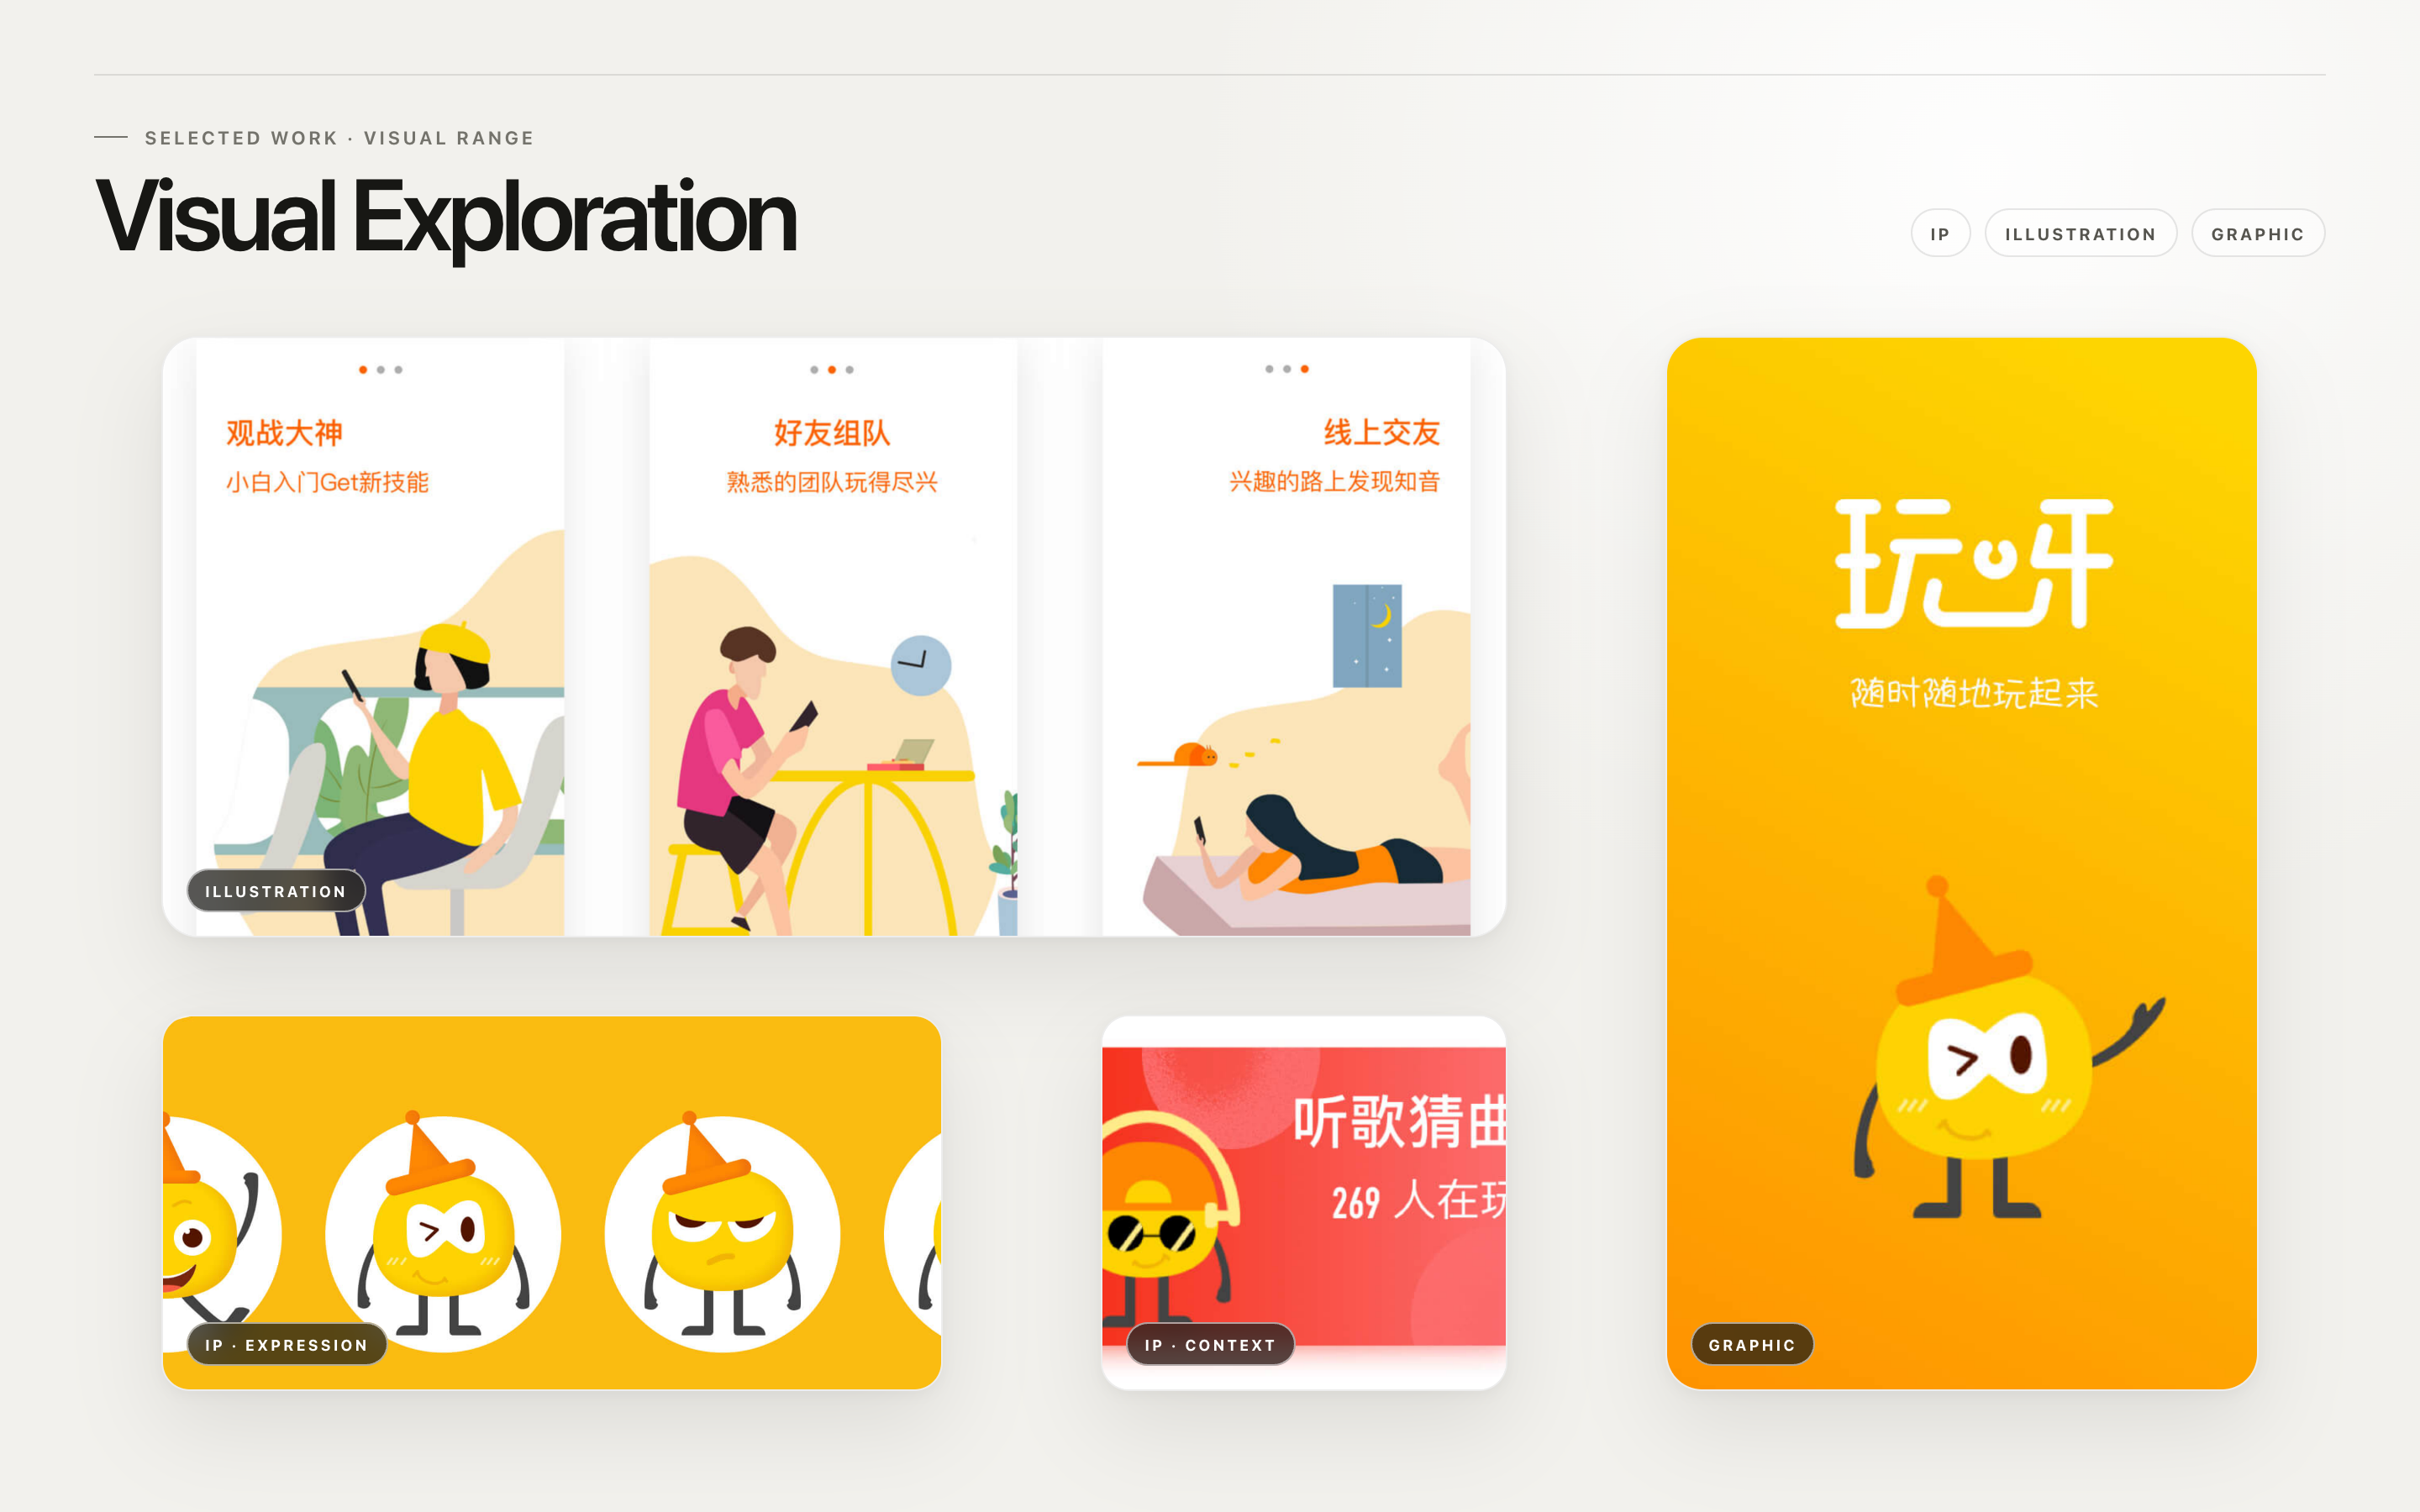 SELECTED WORK · VISUAL RANGE
Visual Exploration
IP
ILLUSTRATION
GRAPHIC
观战大神
小白入门Get新技能
好友组队
熟悉的团队玩得尽兴
线上交友
兴趣的路上发现知音
ILLUSTRATION
玩呀
随时随地玩起来
GRAPHIC
IP · EXPRESSION
听歌猜曲
269 人在玩
IP · CONTEXT